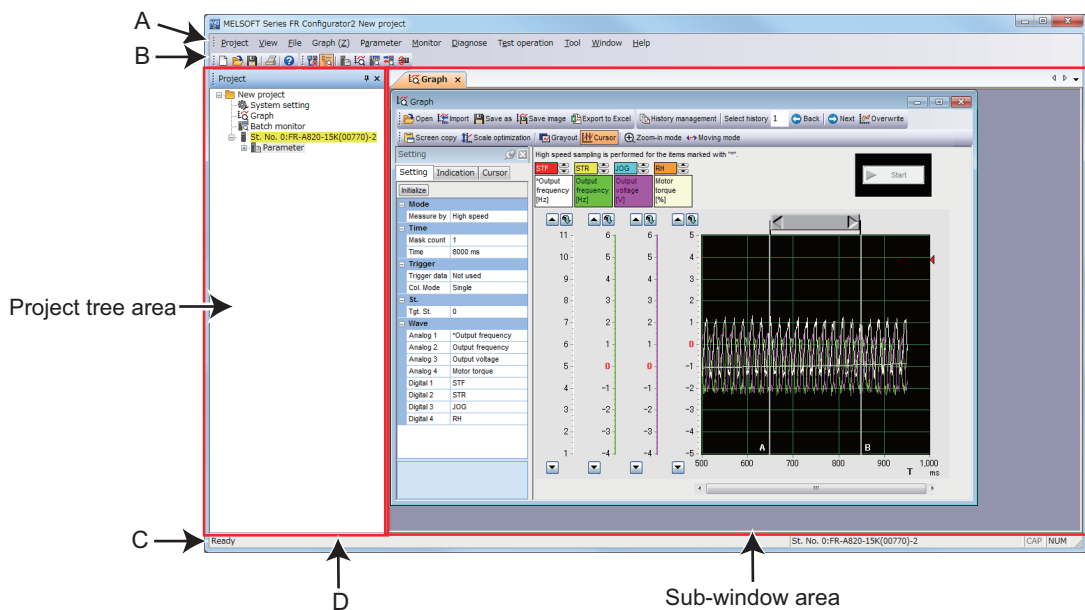 A
MELSOFT Series FR Configurator2 New project
Project View File Graph (Z) Parameter Monitor Diagnose Test operation Tool Window Help
B
Project
Graph
New project
System setting
Graph
Batch monitor
St. No. 0:FR-A820-15K(00770)-2
Parameter
Graph
Open Import Save as Save image Export to Excel History management Select history 1 Back Next Overwrite
Screen copy Scale optimization Grayout Cursor Zoom-in mode Moving mode
Setting
High speed sampling is performed for the items marked with "*".
Setting Indication Cursor
Initialize
Mode
Measure by High speed
Time
Mask count 1
Time 8000 ms
Trigger
Trigger data Not used
Col. Mode Single
St.
Tgt. St. 0
Wave
Analog 1 *Output frequency
Analog 2 Output frequency
Analog 3 Output voltage
Analog 4 Motor torque
Digital 1 STF
Digital 2 STR
Digital 3 JOG
Digital 4 RH
STF STR JOG RH
*Output frequency [Hz]
Output frequency [Hz]
Output voltage [V]
Motor torque [%]
Start
11 6 6 5
10 5 5 4
9 4 4 3
8 3 3 2
7 2 2 1
6 1 1 0
5 0 0 -1
4 -1 -1 -2
3 -2 -2 -3
2 -3 -3 -4
1 -4 -4 -5
A B
500 600 700 800 900 1,000
T ms
Project tree area
C
Ready
St. No. 0:FR-A820-15K(00770)-2
CAP NUM
D
Sub-window area